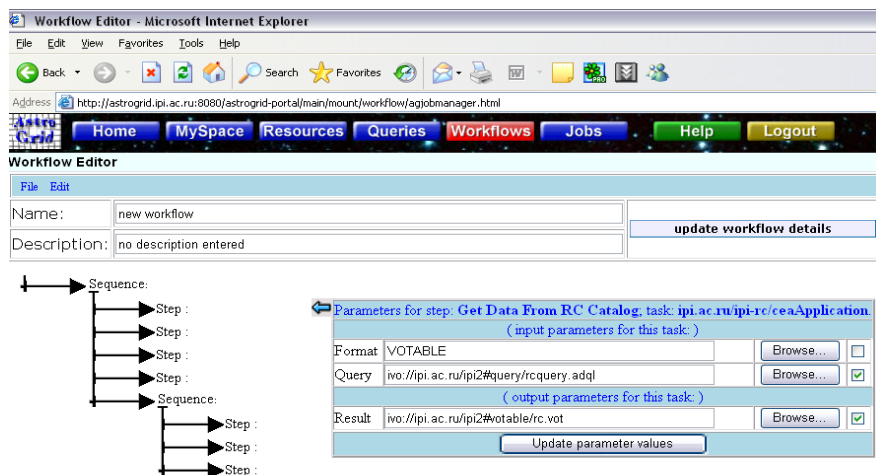 Workflow Editor - Microsoft Internet Explorer
File Edit View Favorites Tools Help
Back Search Favorites
Address http://astrogrid.ipi.ac.ru:8080/astrogrid-portal/main/mount/workflow/agjobmanager.html
Astro Grid Home MySpace Resources Queries Workflows Jobs Help Logout
Workflow Editor
File Edit
Name: new workflow
update workflow details
Description: no description entered
Sequence:
Step :
Step :
Step :
Step :
Sequence:
Step :
Step :
Step :
Parameters for step: Get Data From RC Catalog; task: ipi.ac.ru/ipi-rc/ceaApplication.
( input parameters for this task: )
Format VOTABLE Browse...
Query ivo://ipi.ac.ru/ipi2#query/rcquery.adql Browse...
( output parameters for this task: )
Result ivo://ipi.ac.ru/ipi2#votable/rc.vot Browse...
Update parameter values